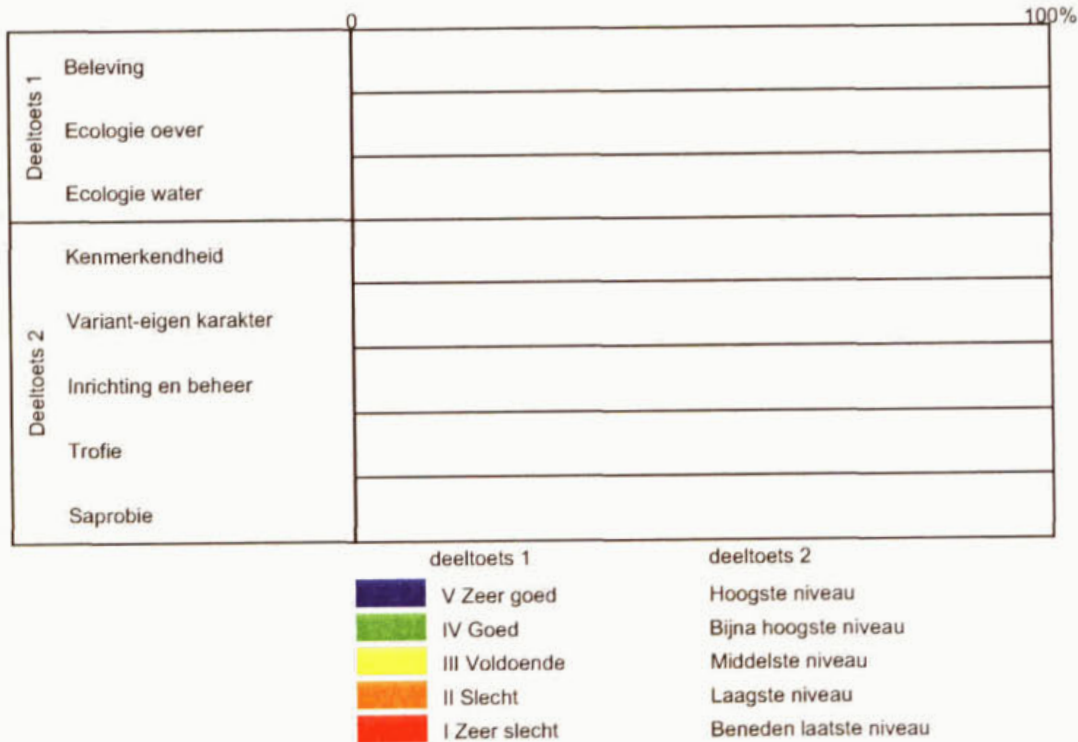 0 100%
Deeltoets 1
Beleving
Ecologie oever
Ecologie water
Deeltoets 2
Kenmerkendheid
Variant-eigen karakter
Inrichting en beheer
Trofie
Saprobie
deeltoets 1 deeltoets 2
V Zeer goed Hoogste niveau
IV Goed Bijna hoogste niveau
III Voldoende Middelste niveau
II Slecht Laagste niveau
I Zeer slecht Beneden laatste niveau